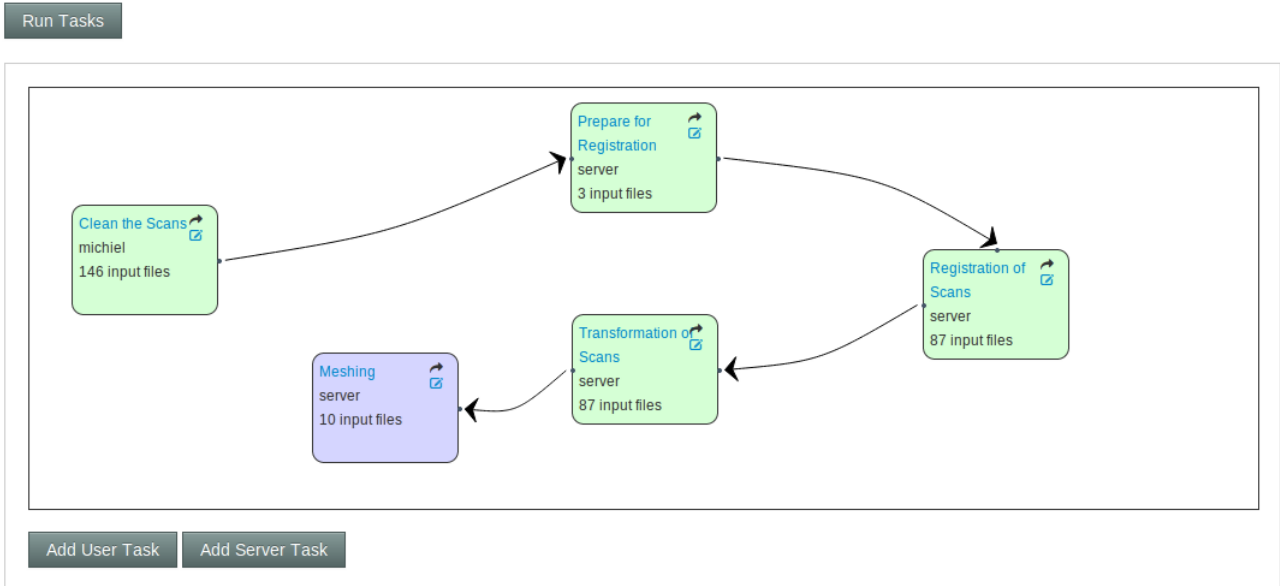 Run Tasks
Prepare for
Registration
server
3 input files
Clean the Scans
michiel
146 input files
Registration of
Scans
server
87 input files
Transformation of
Scans
server
87 input files
Meshing
server
10 input files
Add User Task
Add Server Task